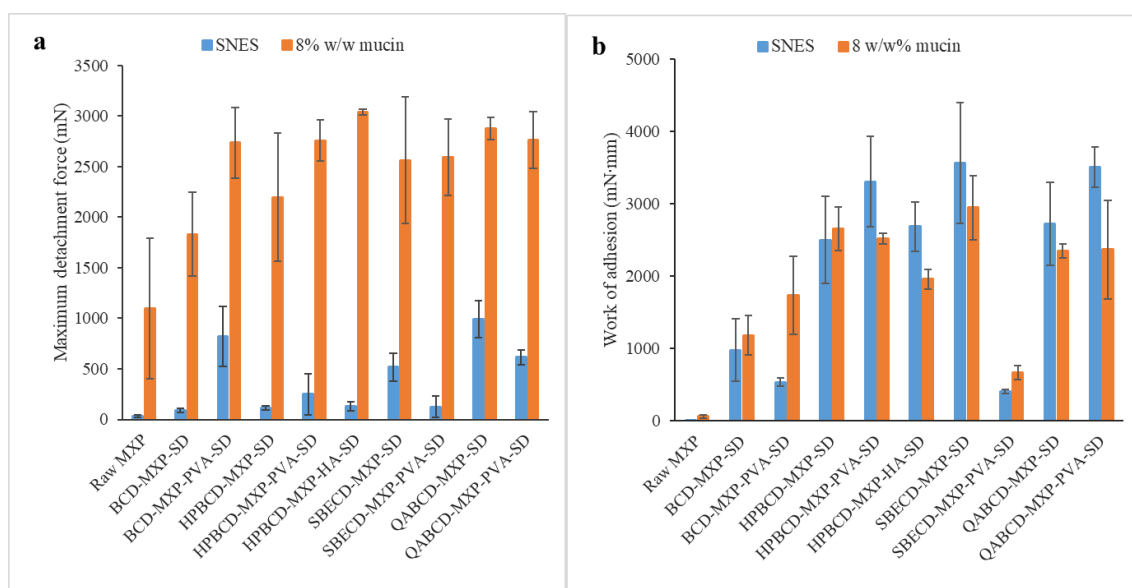 a
SNES
8% w/w mucin
Maximum detachment force (mN)
3500
3000
2500
2000
1500
1000
500
0
Raw MXP
BCD-MXP-SD
BCD-MXP-PVA-SD
HPBCD-MXP-SD
HPBCD-MXP-PVA-SD
HPBCD-MXP-HA-SD
SBECD-MXP-SD
SBECD-MXP-PVA-SD
QABCD-MXP-SD
QABCD-MXP-PVA-SD
b
SNES
8 w/w% mucin
Work of adhesion (mN·mm)
5000
4000
3000
2000
1000
0
Raw MXP
BCD-MXP-SD
BCD-MXP-PVA-SD
HPBCD-MXP-SD
HPBCD-MXP-PVA-SD
HPBCD-MXP-HA-SD
SBECD-MXP-SD
SBECD-MXP-PVA-SD
QABCD-MXP-SD
QABCD-MXP-PVA-SD